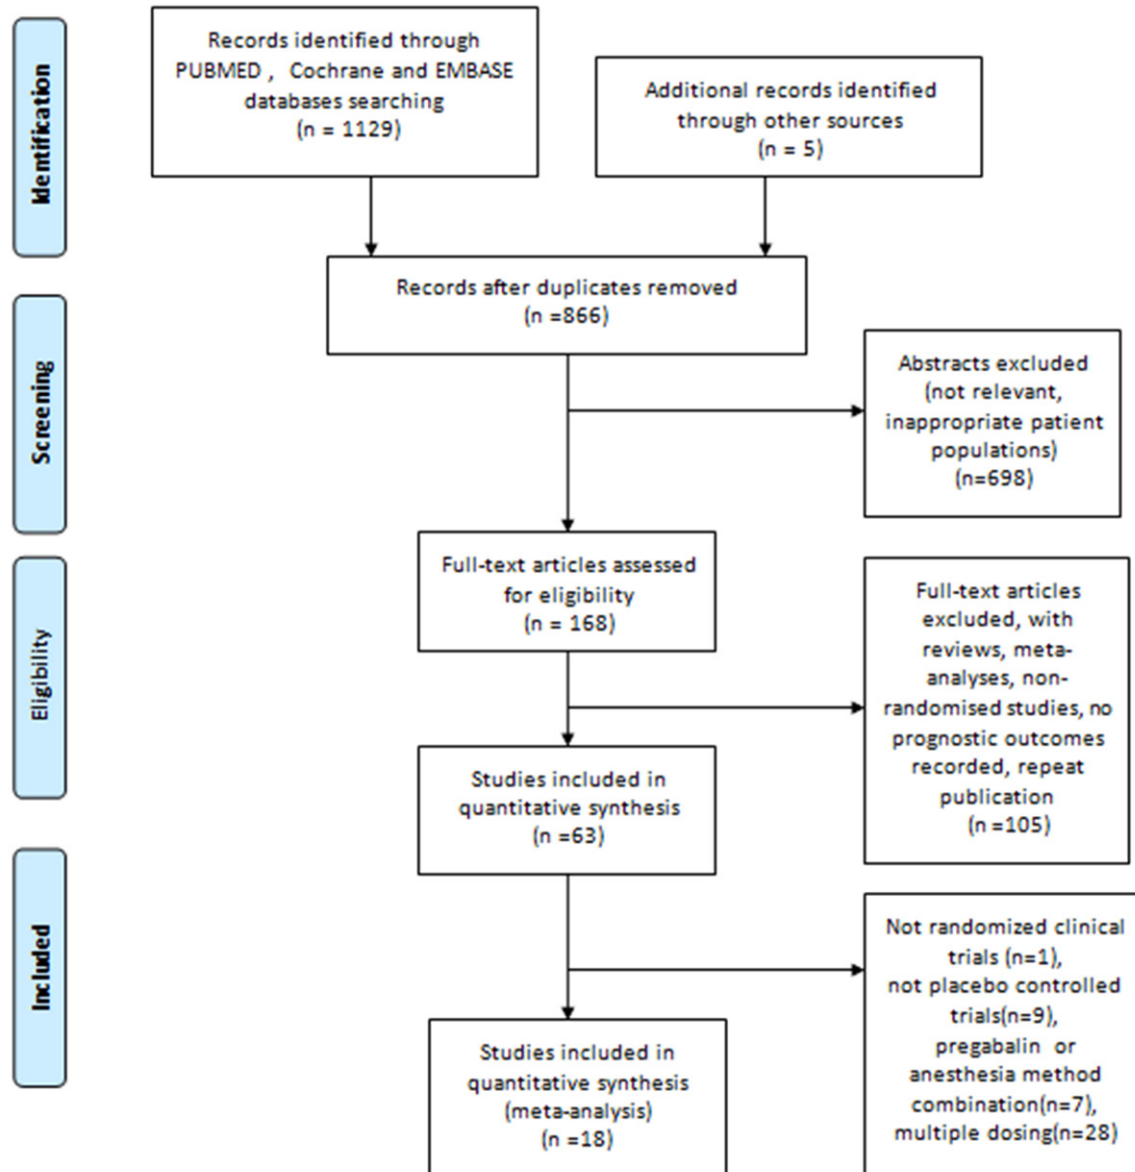 Identification
Records identified through
PUBMED , Cochrane and EMBASE
databases searching
(n = 1129)
Additional records identified
through other sources
(n = 5)
Records after duplicates removed
(n =866)
Screening
Abstracts excluded
(not relevant,
inappropriate patient
populations)
(n=698)
Full-text articles assessed
for eligibility
(n = 168)
Eligibility
Full-text articles
excluded, with
reviews, meta-
analyses, non-
randomised studies, no
prognostic outcomes
recorded, repeat
publication
(n =105)
Studies included in
quantitative synthesis
(n =63)
Included
Not randomized clinical
trials (n=1),
not placebo controlled
trials(n=9),
pregabalin or
anesthesia method
combination(n=7),
multiple dosing(n=28)
Studies included in
quantitative synthesis
(meta-analysis)
(n =18)